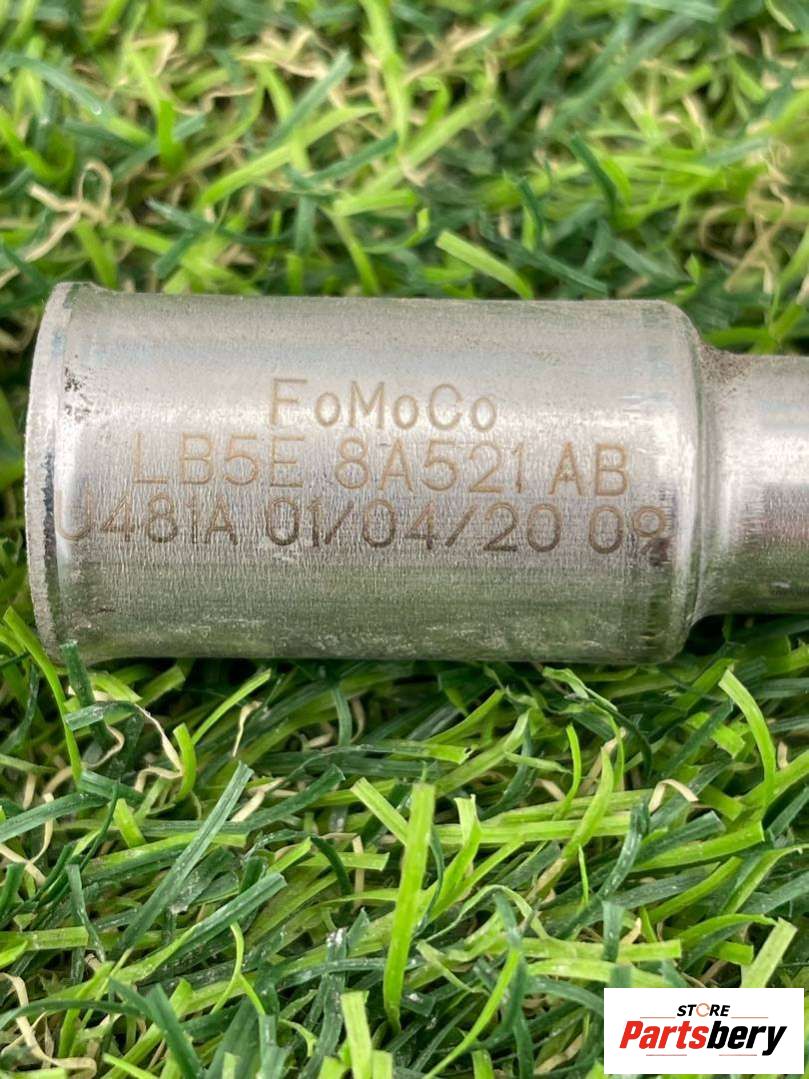 FoMoCo
LB5E 8A521 AB
U481A 01/04/20 09
STORE
Partsbery